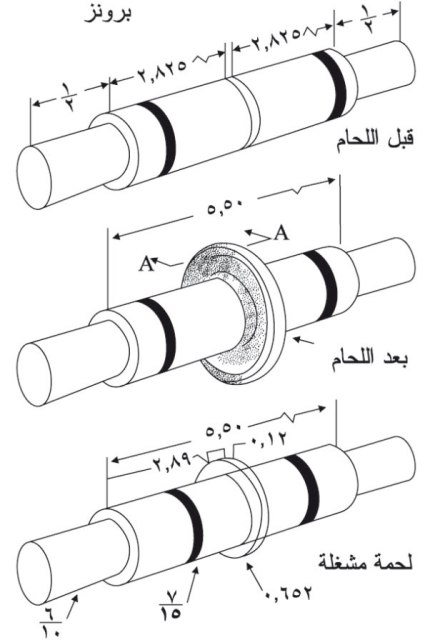 برونز
١/٢
٢,٨٢٥
٢,٨٢٥
١/٢
قبل اللحام
٥,٥٠
A
A
بعد اللحام
٥,٥٠
٢,٨٩
٠,١٢
لحمة مشغلة
٦/١٠
٧/١٥
٠,٦٥٢